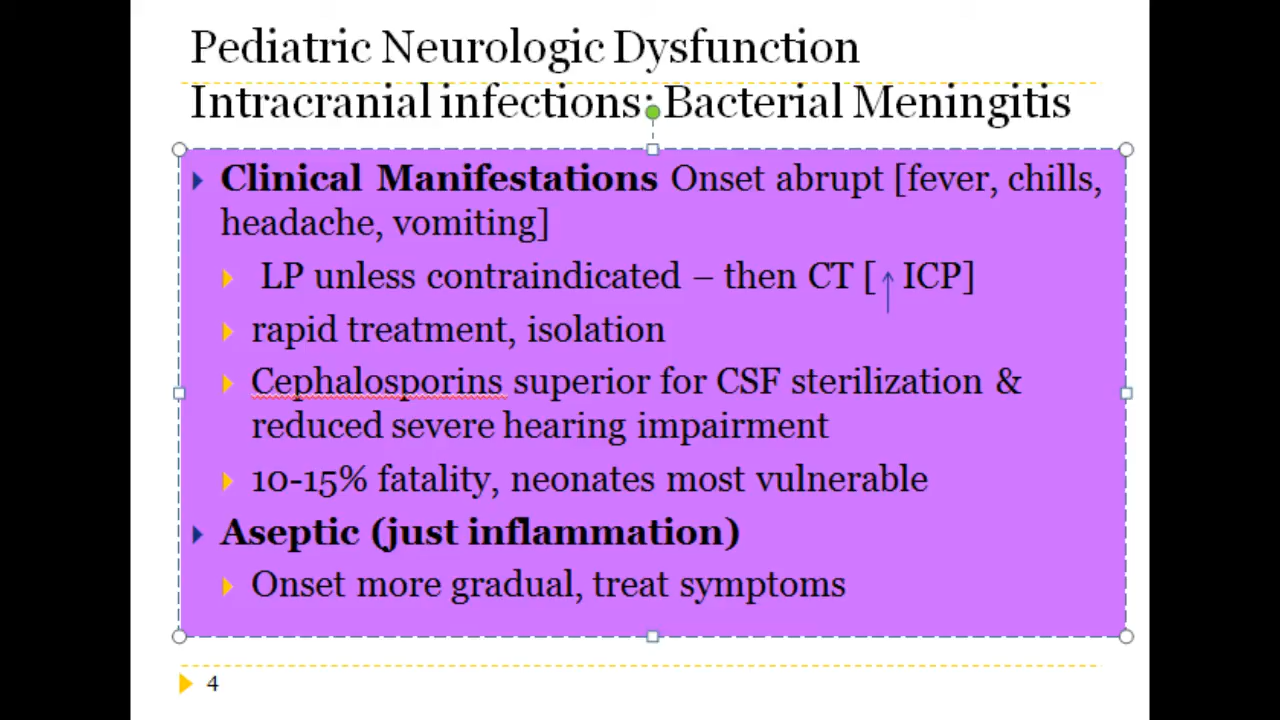 Pediatric Neurologic Dysfunction
Intracranial infections: Bacterial Meningitis
Clinical Manifestations Onset abrupt [fever, chills,
headache, vomiting]
LP unless contraindicated – then CT [↑ ICP]
rapid treatment, isolation
Cephalosporins superior for CSF sterilization &
reduced severe hearing impairment
10-15% fatality, neonates most vulnerable
Aseptic (just inflammation)
Onset more gradual, treat symptoms
4